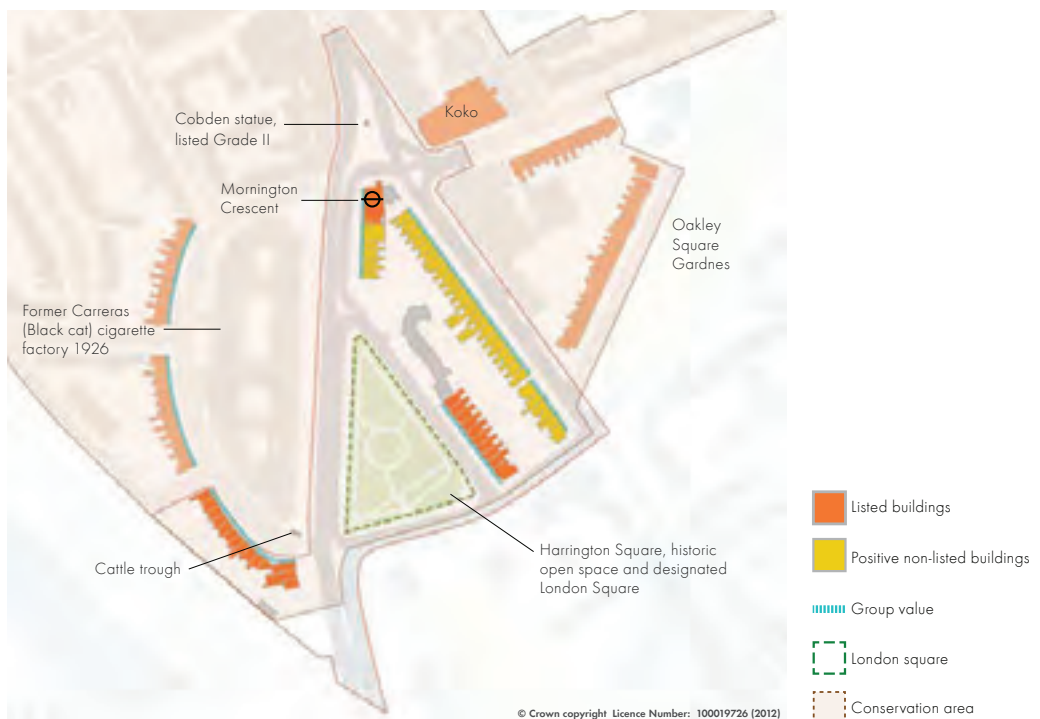 Koko
Cobden statue,
listed Grade II
Mornington
Crescent
Oakley
Square
Gardnes
Former Carreras
(Black cat) cigarette
factory 1926
Cattle trough
Harrington Square, historic
open space and designated
London Square
Listed buildings
Positive non-listed buildings
Group value
London square
Conservation area
© Crown copyright Licence Number: 100019726 (2012)